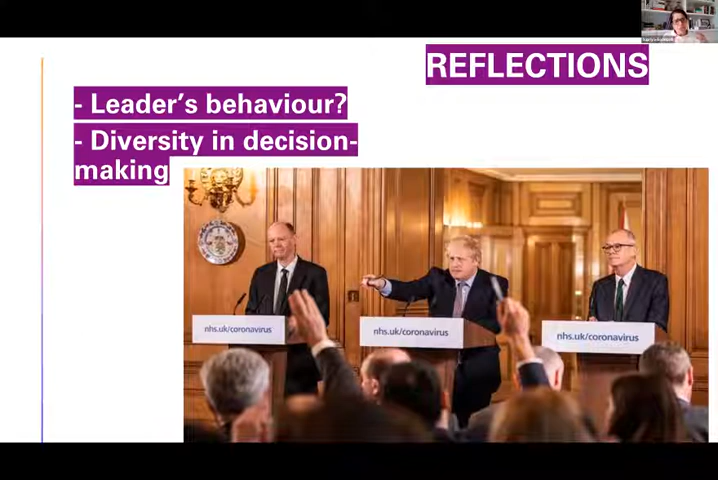 REFLECTIONS
- Leader's behaviour?
- Diversity in decision-
making
nhs.uk/coronavirus
nhs.uk/coronavirus
nhs.uk/coronavirus